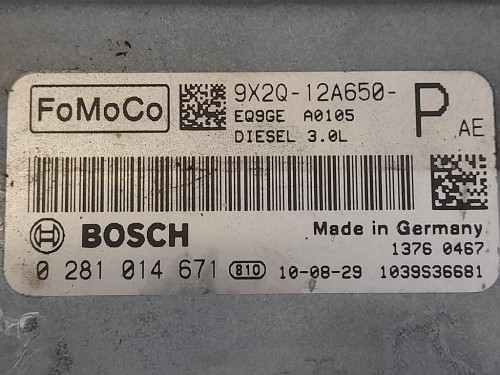 FoMoCo
9X2Q-12A650-
P AE
EQ9GE A0105
DIESEL 3.0L
BOSCH
Made in Germany
1376 0467
0 281 014 671 810 10-08-29 1039S36681